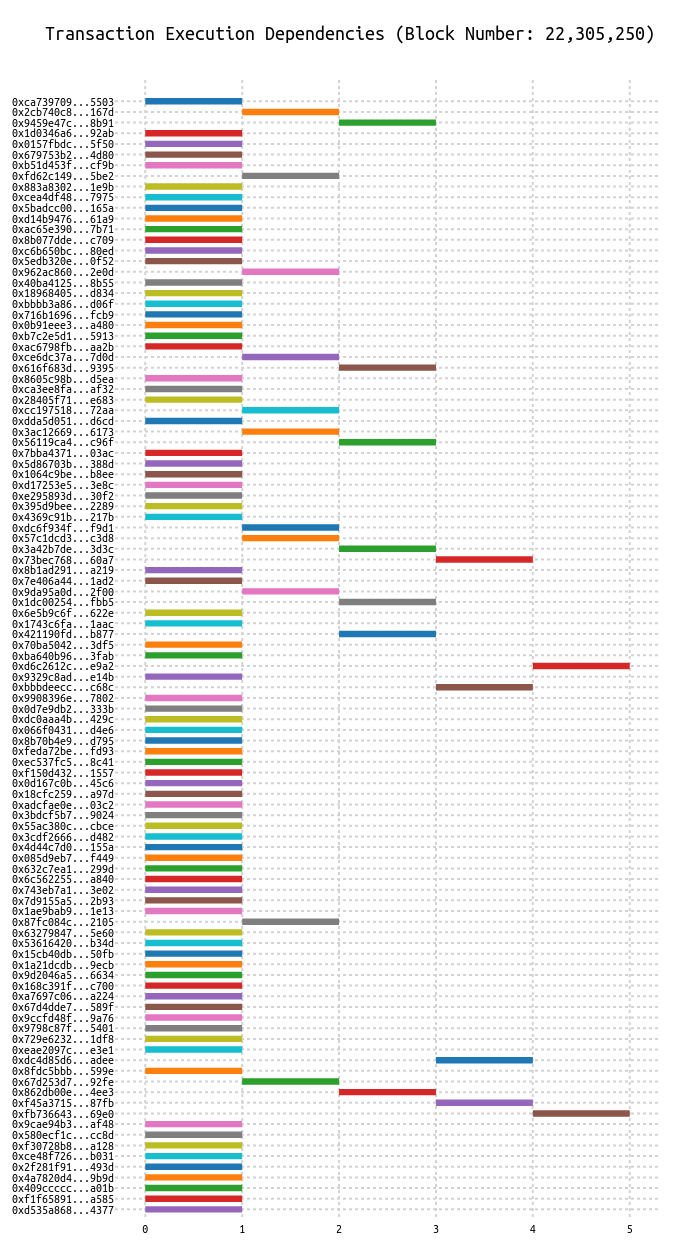 Transaction Execution Dependencies (Block Number: 22,305,250)
0xca739709...5503
0x2cb740c8...167d
0x9459e47c...8b91
0x1d0346a6...92ab
0x0157fbdc...5f50
0x679753b2...4d80
0xb51d453f...cf9b
0xfd62c149...5be2
0x883a8302...1e9b
0xcea4df48...7975
0x5badcc00...165a
0xd14b9476...61a9
0xac65e390...7b71
0x8b077dde...c709
0xc6b650bc...80ed
0x5edb320e...0f52
0x962ac860...2e0d
0x40ba4125...8b55
0x18968405...d834
0xbbbb3a86...d06f
0x716b1696...fcb9
0x0b91eee3...a480
0xb7c2e5d1...5913
0xac6798fb...aa2b
0xce6dc37a...7d0d
0x616f683d...9395
0x8605c98b...d5ea
0xca3ee8fa...af32
0x28405f71...e683
0xcc197518...72aa
0xdda5d051...d6cd
0x3ac12669...6173
0x56119ca4...c96f
0x7bba4371...03ac
0x5d86703b...388d
0x1064c9be...b8ee
0xd17253e5...3e8c
0xe295893d...30f2
0x395d9bee...2289
0x4369c91b...217b
0xdc6f934f...f9d1
0x57c1dcd3...c3d8
0x3a42b7de...3d3c
0x73bec768...60a7
0x8b1ad291...a219
0x7e406a44...1ad2
0x9da95a0d...2f00
0x1dc00254...fbb5
0x6e5b9c6f...622e
0x1743c6fa...1aac
0x421190fd...b877
0x70ba5042...3df5
0xba640b96...3fab
0xd6c2612c...e9a2
0x9329c8ad...e14b
0xbbbdeecc...c68c
0x9908396e...7802
0x0d7e9db2...333b
0xdc0aaa4b...429c
0x066f0431...d4e6
0x8b70b4e9...d795
0xfeda72be...fd93
0xec537fc5...8c41
0xf150d432...1557
0x0d167c0b...45c6
0x18cfc259...a97d
0xadcfae0e...03c2
0x3bdcf5b7...9024
0x55ac380c...cbce
0x3cdf2666...d482
0x4d44c7d0...155a
0x085d9eb7...f449
0x632c7ea1...299d
0x6c562255...a840
0x743eb7a1...3e02
0x7d9155a5...2b93
0x1ae9bab9...1e13
0x87fc084c...2105
0x63279847...5e60
0x53616420...b34d
0x15cb40db...50fb
0x1a21dcdb...9ecb
0x9d2046a5...6634
0x168c391f...c700
0xa7697c06...a224
0x67d4dde7...589f
0x9ccfd48f...9a76
0x9798c87f...5401
0x729e6232...1df8
0xeae2097c...e3e1
0xdc4d85d6...adee
0x8fdc5bbb...599e
0x67d253d7...92fe
0x862db00e...4ee3
0xf45a3715...87fb
0xfb736643...69e0
0x9cae94b3...af48
0x580ecf1c...cc8d
0xf30728b8...a128
0xce48f726...b031
0x2f281f91...493d
0x4a7820d4...9b9d
0x409ccccc...a01b
0xf1f65891...a585
0xd535a868...4377
0 1 2 3 4 5